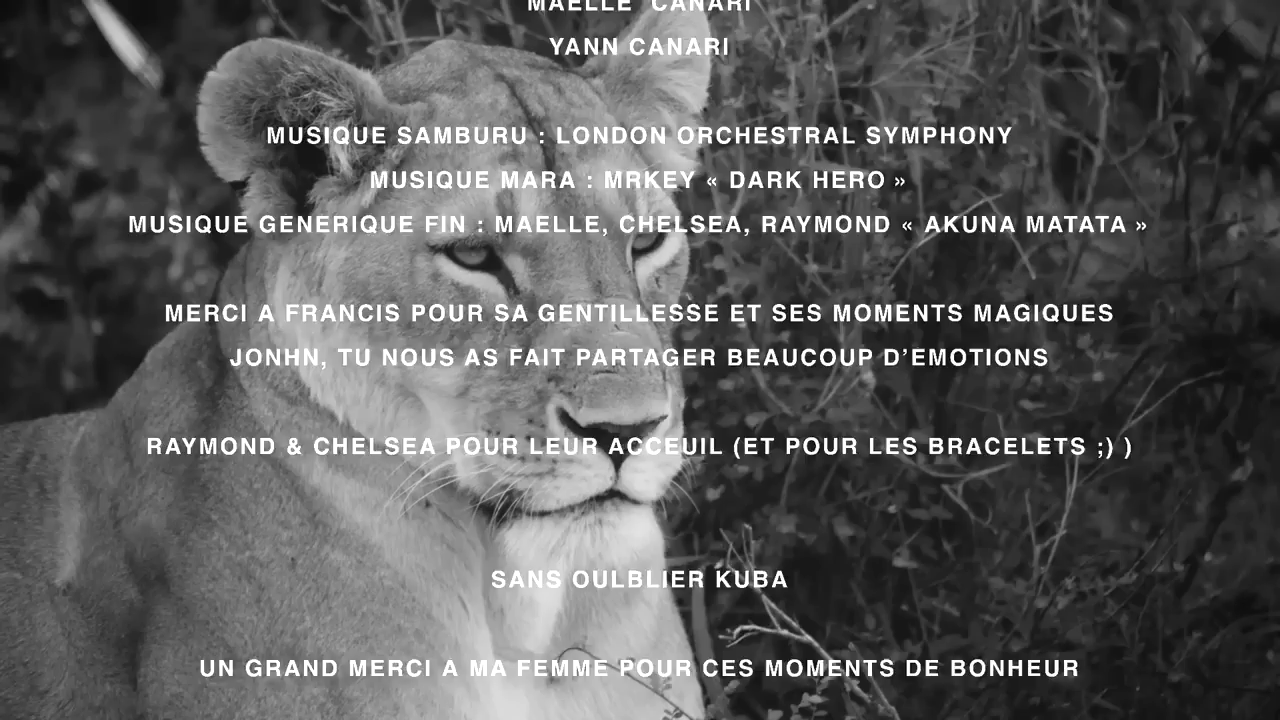 MAELLE CANARI
YANN CANARI
MUSIQUE SAMBURU : LONDON ORCHESTRAL SYMPHONY
MUSIQUE MARA : MRKEY « DARK HERO »
MUSIQUE GENERIQUE FIN : MAELLE, CHELSEA, RAYMOND « AKUNA MATATA »
MERCI A FRANCIS POUR SA GENTILLESSE ET SES MOMENTS MAGIQUES
JONHN, TU NOUS AS FAIT PARTAGER BEAUCOUP D’EMOTIONS
RAYMOND & CHELSEA POUR LEUR ACCEUIL (ET POUR LES BRACELETS ;) )
SANS OULBLIER KUBA
UN GRAND MERCI A MA FEMME POUR CES MOMENTS DE BONHEUR